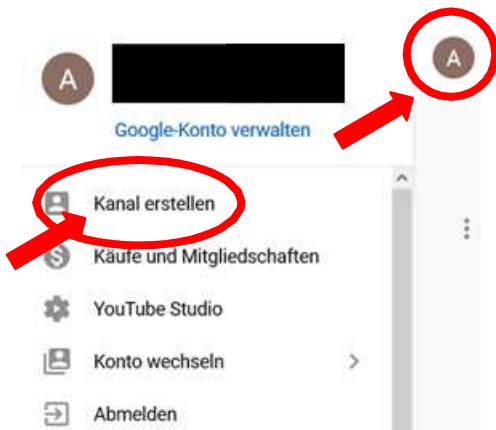 A
A
Google-Konto verwalten
Kanal erstellen
Käufe und Mitgliedschaften
YouTube Studio
Konto wechseln
Abmelden